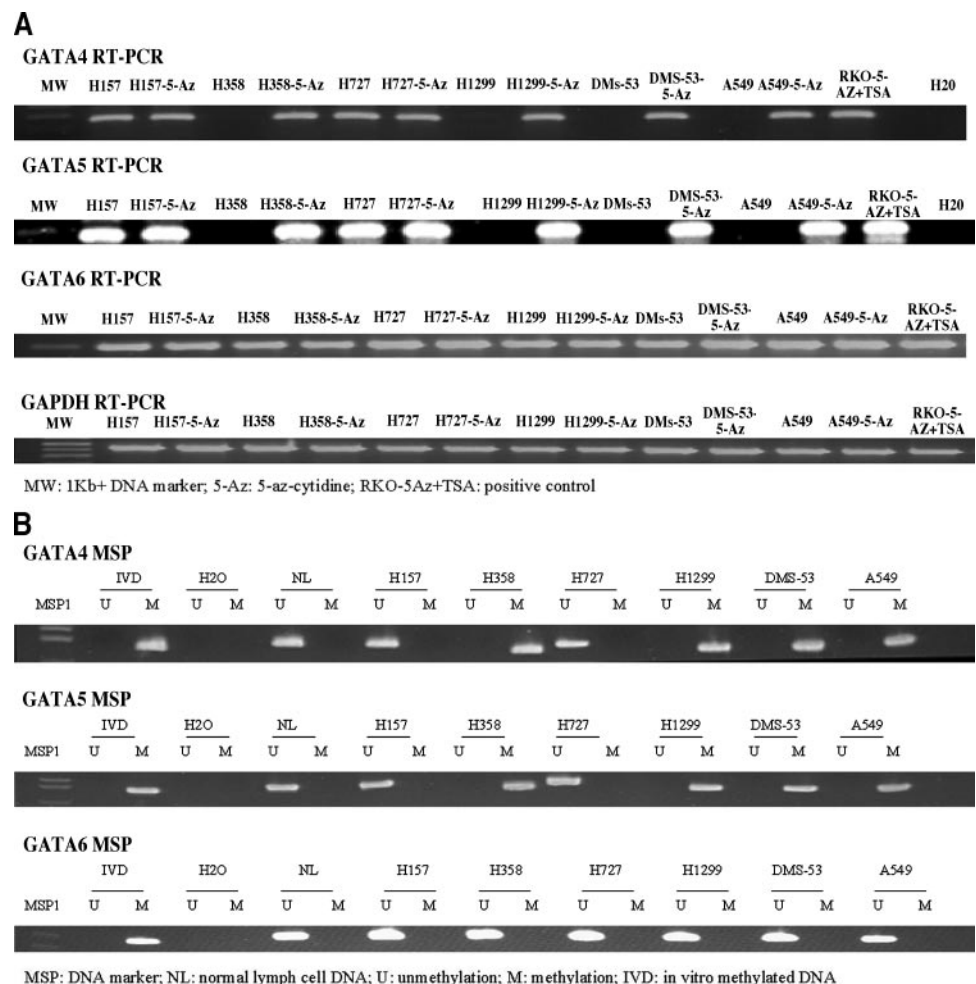 A
GATA4 RT-PCR
MW H157 H157-5-Az H358 H358-5-Az H727 H727-5-Az H1299 H1299-5-Az DMs-53 DMS-53-5-Az A549 A549-5-Az RKO-5-AZ+TSA H20
GATA5 RT-PCR
MW H157 H157-5-Az H358 H358-5-Az H727 H727-5-Az H1299 H1299-5-Az DMs-53 DMS-53-5-Az A549 A549-5-Az RKO-5-AZ+TSA H20
GATA6 RT-PCR
MW H157 H157-5-Az H358 H358-5-Az H727 H727-5-Az H1299 H1299-5-Az DMs-53 DMS-53-5-Az A549 A549-5-Az RKO-5-AZ+TSA
GAPDH RT-PCR
MW H157 H157-5-Az H358 H358-5-Az H727 H727-5-Az H1299 H1299-5-Az DMs-53 DMS-53-5-Az A549 A549-5-Az RKO-5-AZ+TSA
MW: 1Kb+ DNA marker; 5-Az: 5-az-cytidine; RKO-5Az+TSA: positive control
B
GATA4 MSP
IVD H2O NL H157 H358 H727 H1299 DMS-53 A549
MSP1 U M U M U M U M U M U M U M U M U M
GATA5 MSP
IVD H2O NL H157 H358 H727 H1299 DMS-53 A549
MSP1 U M U M U M U M U M U M U M U M U M
GATA6 MSP
IVD H2O NL H157 H358 H727 H1299 DMS-53 A549
MSP1 U M U M U M U M U M U M U M U M U M
MSP: DNA marker; NL: normal lymph cell DNA; U: unmethylation; M: methylation; IVD: in vitro methylated DNA